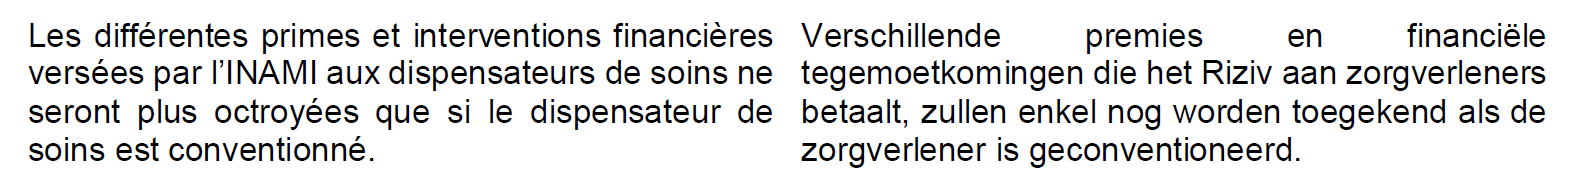 Les différentes primes et interventions financières
versées par l’INAMI aux dispensateurs de soins ne
seront plus octroyées que si le dispensateur de
soins est conventionné.
Verschillende premies en financiële
tegemoetkomingen die het Riziv aan zorgverleners
betaalt, zullen enkel nog worden toegekend als de
zorgverlener is geconventioneerd.